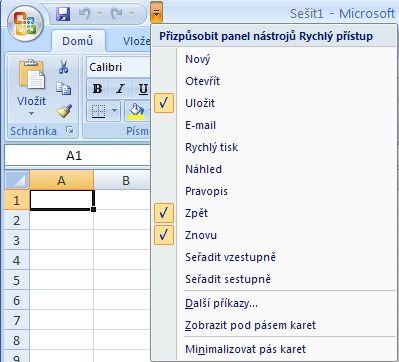 Sešit1 - Microsoft
Přizpůsobit panel nástrojů Rychlý přístup
Domů
Vlože
Nový
Otevřít
Uložit
E-mail
Rychlý tisk
Náhled
Pravopis
Zpět
Znovu
Seřadit vzestupně
Seřadit sestupně
Další příkazy...
Zobrazit pod pásem karet
Minimalizovat pás karet
Vložit
Schránka
Calibri
B I
Písm
A1
A B
1
2
3
4
5
6
7
8
9